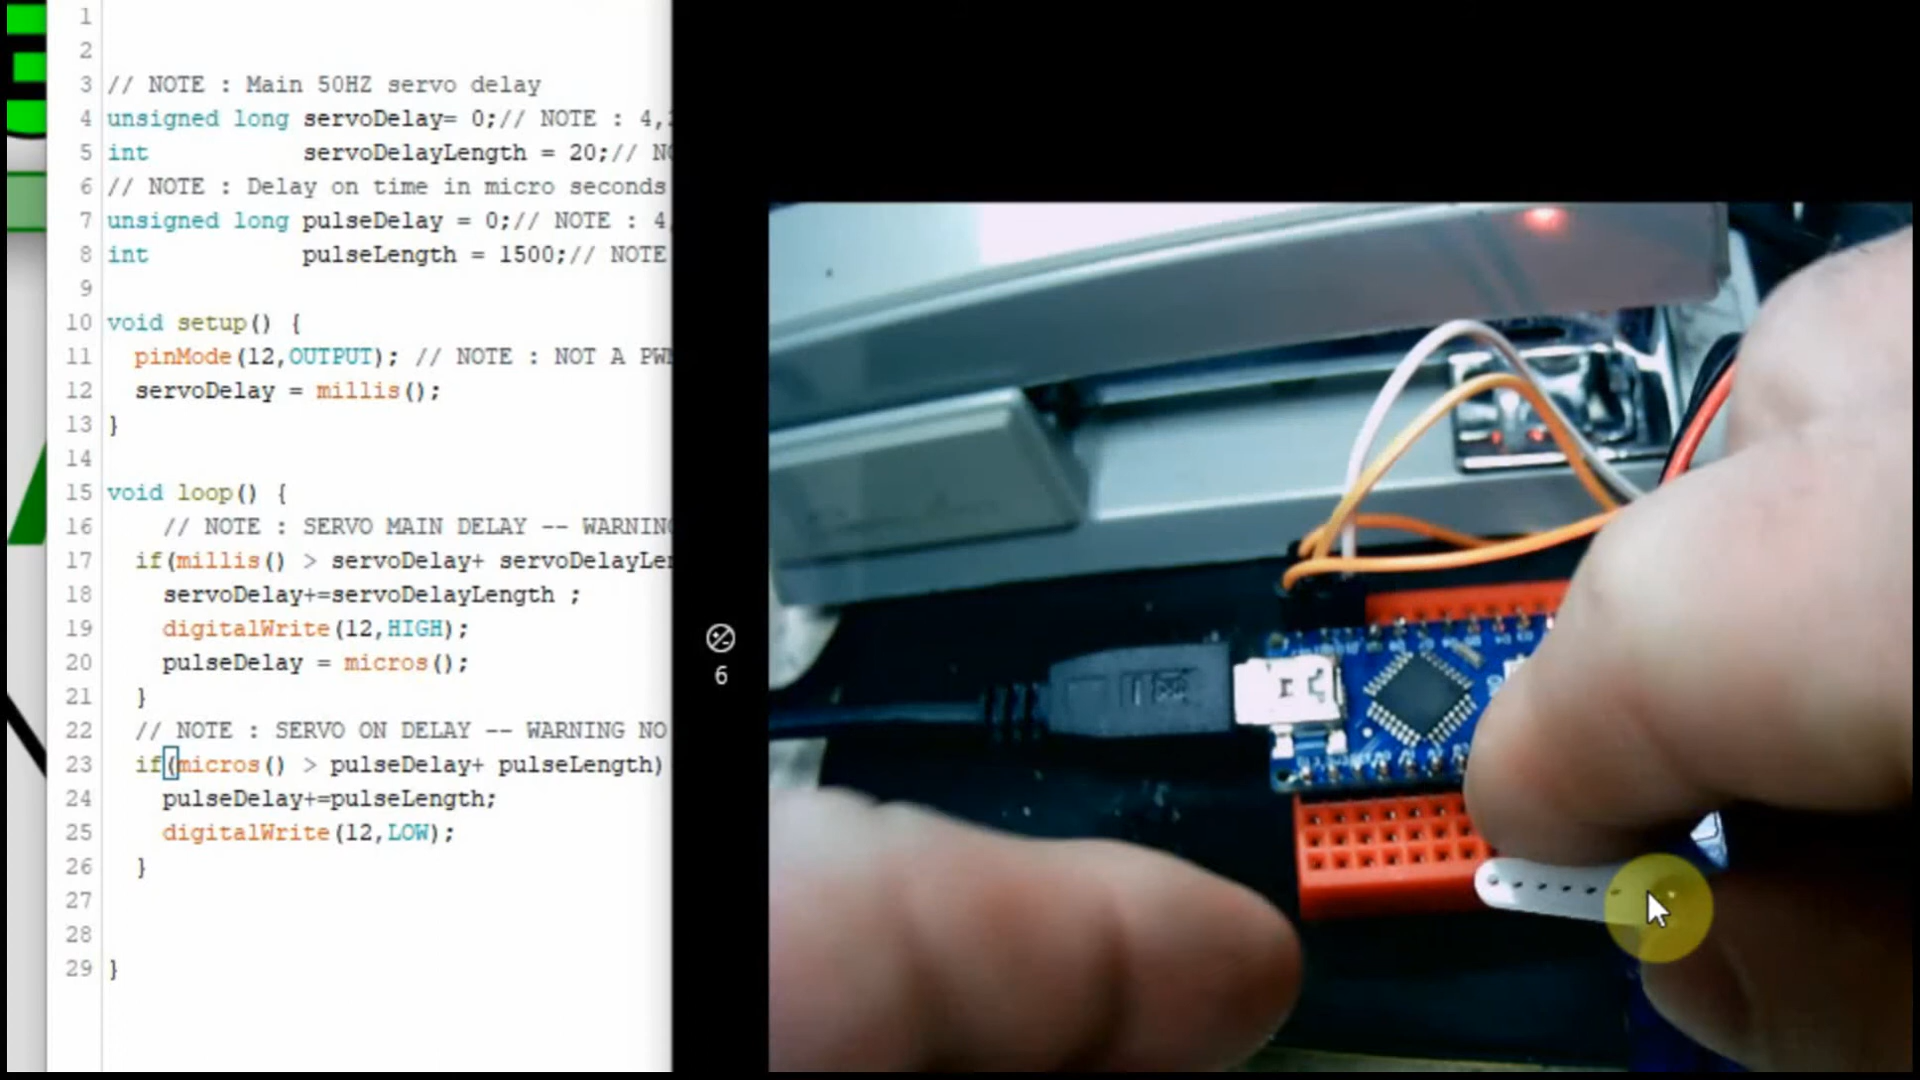 1
2
3 // NOTE : Main 50HZ servo delay
4 unsigned long servoDelay= 0;// NOTE : 4,
5 int servoDelayLength = 20;// NO
6 // NOTE : Delay on time in micro seconds
7 unsigned long pulseDelay = 0;// NOTE : 4,
8 int pulseLength = 1500;// NOTE
9
10 void setup() {
11 pinMode(12,OUTPUT); // NOTE : NOT A PWM
12 servoDelay = millis();
13 }
14
15 void loop() {
16 // NOTE : SERVO MAIN DELAY -- WARNING
17 if(millis() > servoDelay+ servoDelayLen
18 servoDelay+=servoDelayLength ;
19 digitalWrite(12,HIGH);
20 pulseDelay = micros();
21 }
22 // NOTE : SERVO ON DELAY -- WARNING NO
23 if(micros() > pulseDelay+ pulseLength)
24 pulseDelay+=pulseLength;
25 digitalWrite(12,LOW);
26 }
27
28
29 }
6